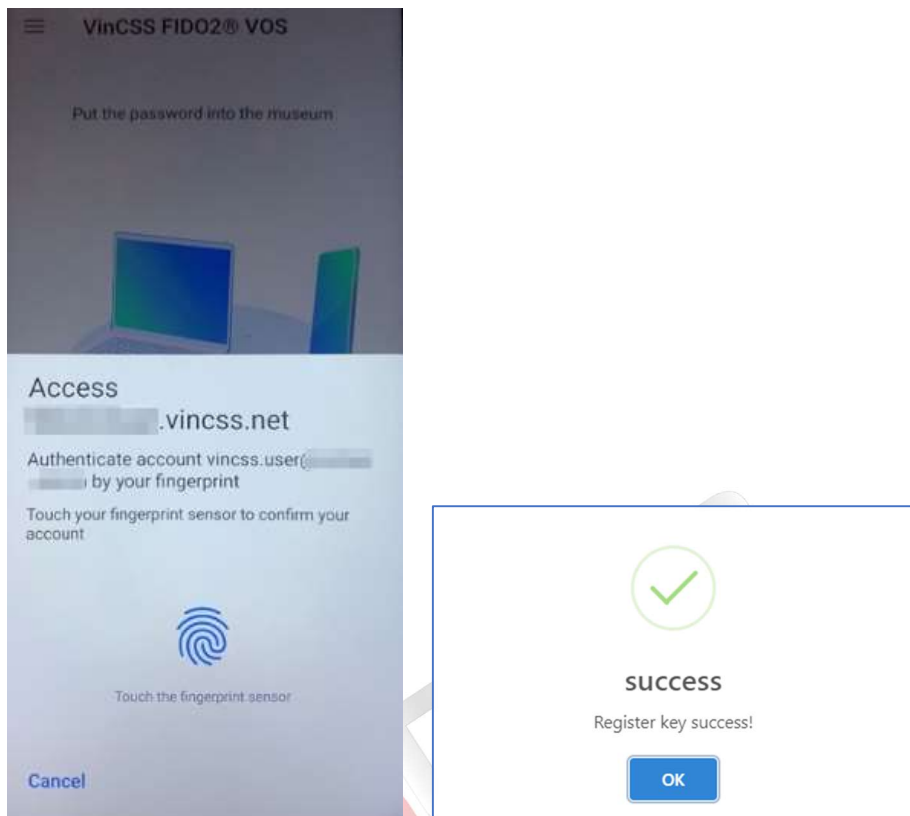 VinCSS FIDO2® VOS
Put the password into the museum
Access
.vincss.net
Authenticate account vincss.user(
) by your fingerprint
Touch your fingerprint sensor to confirm your
account
Touch the fingerprint sensor
Cancel
success
Register key success!
OK